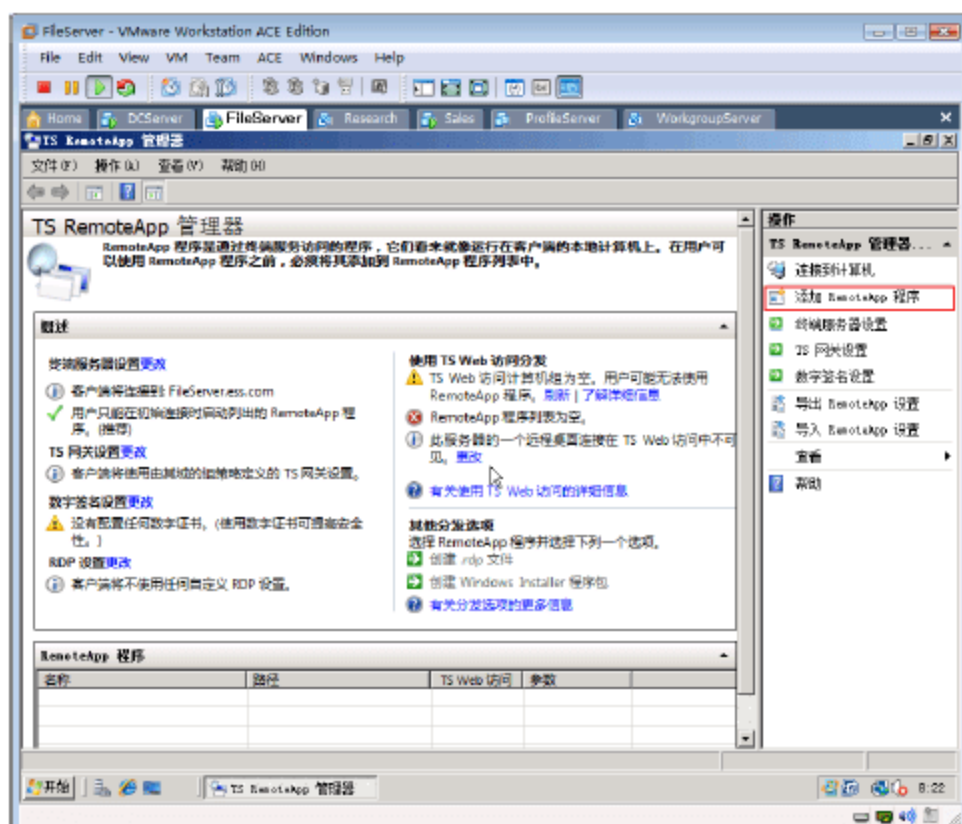 FileServer - VMware Workstation ACE Edition
File Edit View VM Team ACE Windows Help
Home DCServer FileServer Research Sales ProfileServer WorkgroupServer
TS RemoteApp 管理器
文件(F) 操作(A) 查看(V) 帮助(H)
TS RemoteApp 管理器
RemoteApp 程序是通过终端服务访问的程序，它们看来就像运行在客户端的本地计算机上。在用户可
以使用 RemoteApp 程序之前，必须将其添加到 RemoteApp 程序列表中。
概述
终端服务器设置更改
客户端将连接到 FileServer.ess.com
用户只能在初始连接时启动列出的 RemoteApp 程
序。(推荐)
TS 网关设置更改
客户端将使用由其域的组策略定义的 TS 网关设置。
数字签名设置更改
没有配置任何数字证书。(使用数字证书可提高安全
性。)
RDP 设置更改
客户端将不使用任何自定义 RDP 设置。
使用 TS Web 访问分发
TS Web 访问计算机组为空。用户可能无法使用
RemoteApp 程序。刷新 | 了解详细信息
RemoteApp 程序列表为空。
此服务器的一个远程桌面连接在 TS Web 访问中不可
见。更改
有关使用 TS Web 访问的详细信息
其他分发选项
选择 RemoteApp 程序并选择下列一个选项。
创建 .rdp 文件
创建 Windows Installer 程序包
有关分发选项的更多信息
RemoteApp 程序
名称 路径 TS Web 访问 参数
操作
TS RemoteApp 管理器...
连接到计算机
添加 RemoteApp 程序
终端服务器设置
TS 网关设置
数字签名设置
导出 RemoteApp 设置
导入 RemoteApp 设置
查看
帮助
开始 TS RemoteApp 管理器 8:22